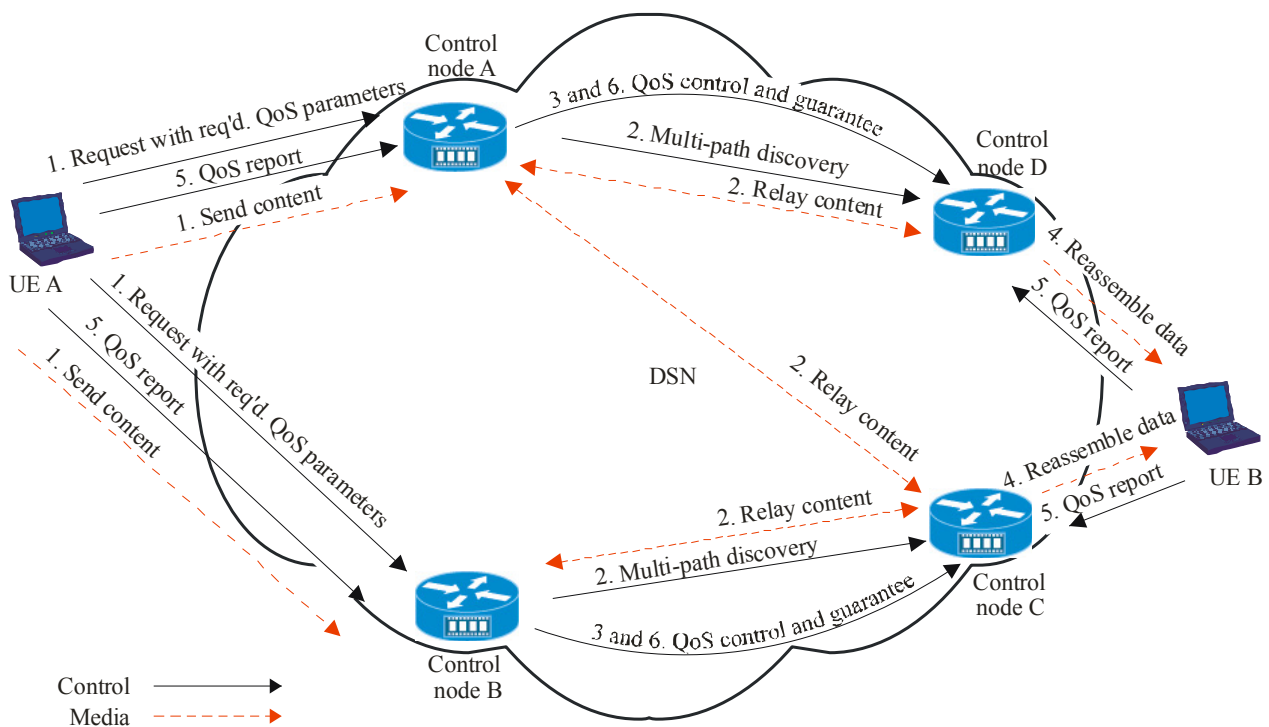 Control
node A
3 and 6. QoS control and guarantee
1. Request with req'd. QoS parameters
2. Multi-path discovery
Control
node D
5. QoS report
2. Relay content
1. Send content
4. Reassemble data
UE A
5. QoS report
1. Request with req'd. QoS parameters
5. QoS report
1. Send content
DSN
2. Relay content
4. Reassemble data
UE B
5. QoS report
2. Relay content
2. Multi-path discovery
Control
node C
3 and 6. QoS control and guarantee
Control
node B
Control
Media